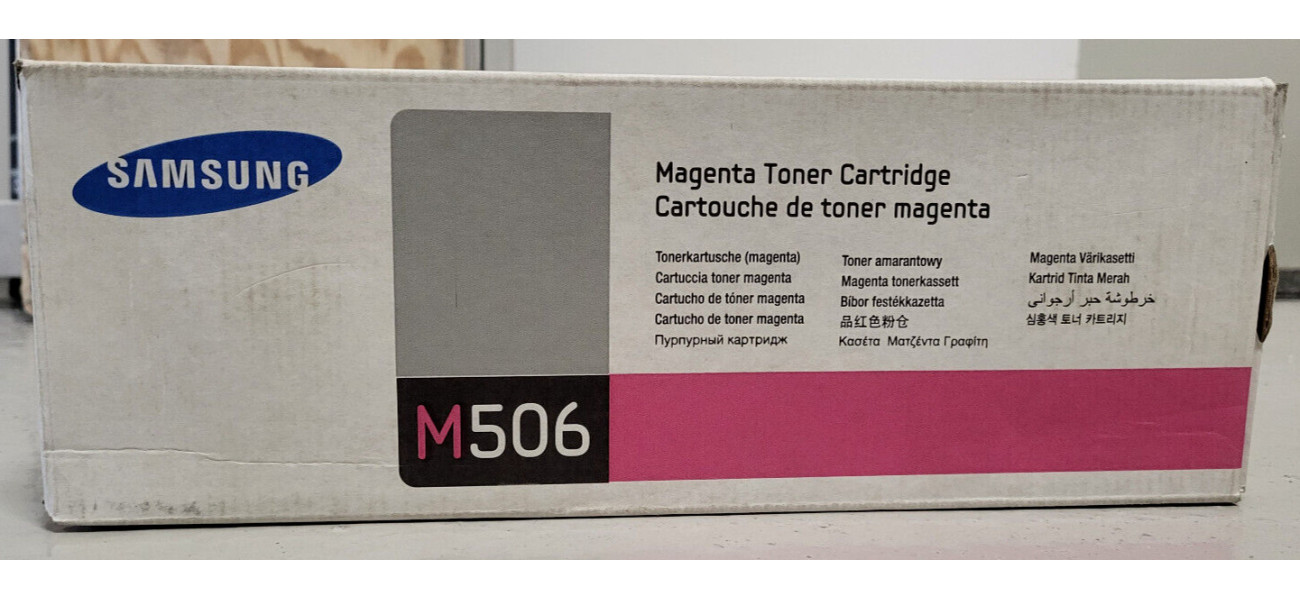 SAMSUNG
Magenta Toner Cartridge
Cartouche de toner magenta
Tonerkartusche (magenta)
Cartuccia toner magenta
Cartucho de tóner magenta
Cartucho de toner magenta
Пурпурный картридж
Toner amarantowy
Magenta tonerkassett
Bíbor festékkazetta
品红色粉仓
Κασέτα Ματζέντα Γραφίτη
Magenta Värikasetti
Kartrid Tinta Merah
خرطوشة حبر أرجواني
심홍색 토너 카트리지
M506